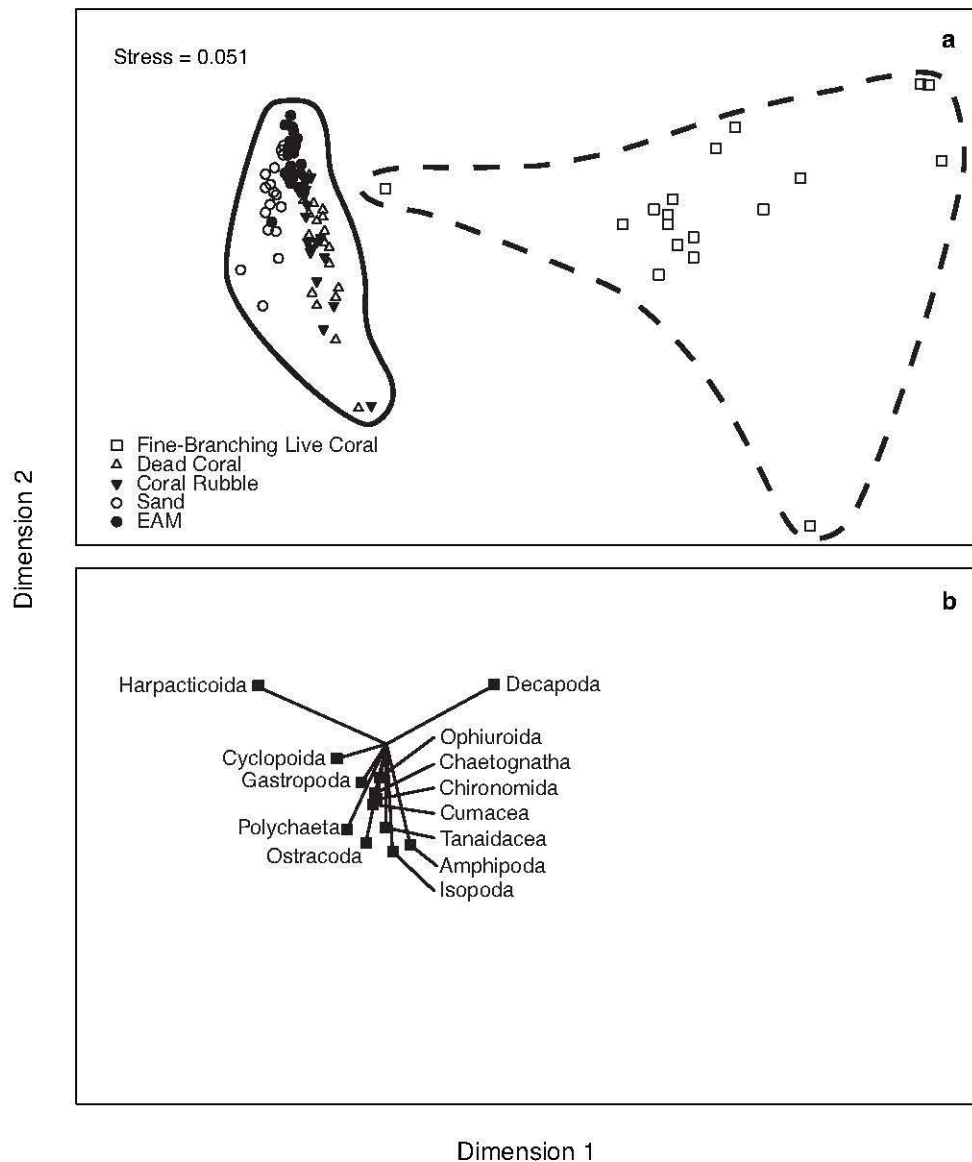 a
Stress = 0.051
Fine-Branching Live Coral
Dead Coral
Coral Rubble
Sand
EAM
Dimension 2
b
Harpacticoida
Decapoda
Ophiuroida
Cyclopoida
Chaetognatha
Gastropoda
Chironomida
Cumacea
Polychaeta
Tanaidacea
Ostracoda
Amphipoda
Isopoda
Dimension 1